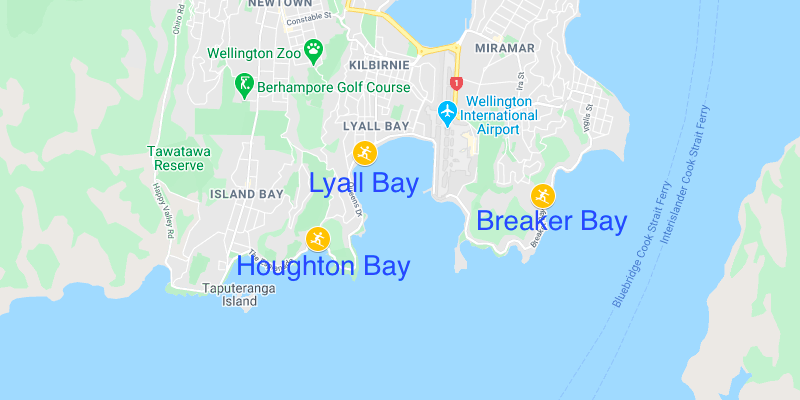 NEWTOWN
Constable St
Ohiro Rd
Wellington Zoo
KILBIRNIE
MIRAMAR
1
Ira St
Berhampore Golf Course
Wellington
International
Airport
LYALL BAY
Tawatawa
Reserve
Happy Valley Rd
ISLAND BAY
Lyall Bay
Breaker Bay
Houghton Bay
Taputeranga
Island
Bluebridge Cook Strait Ferry
Interislander Cook Strait Ferry